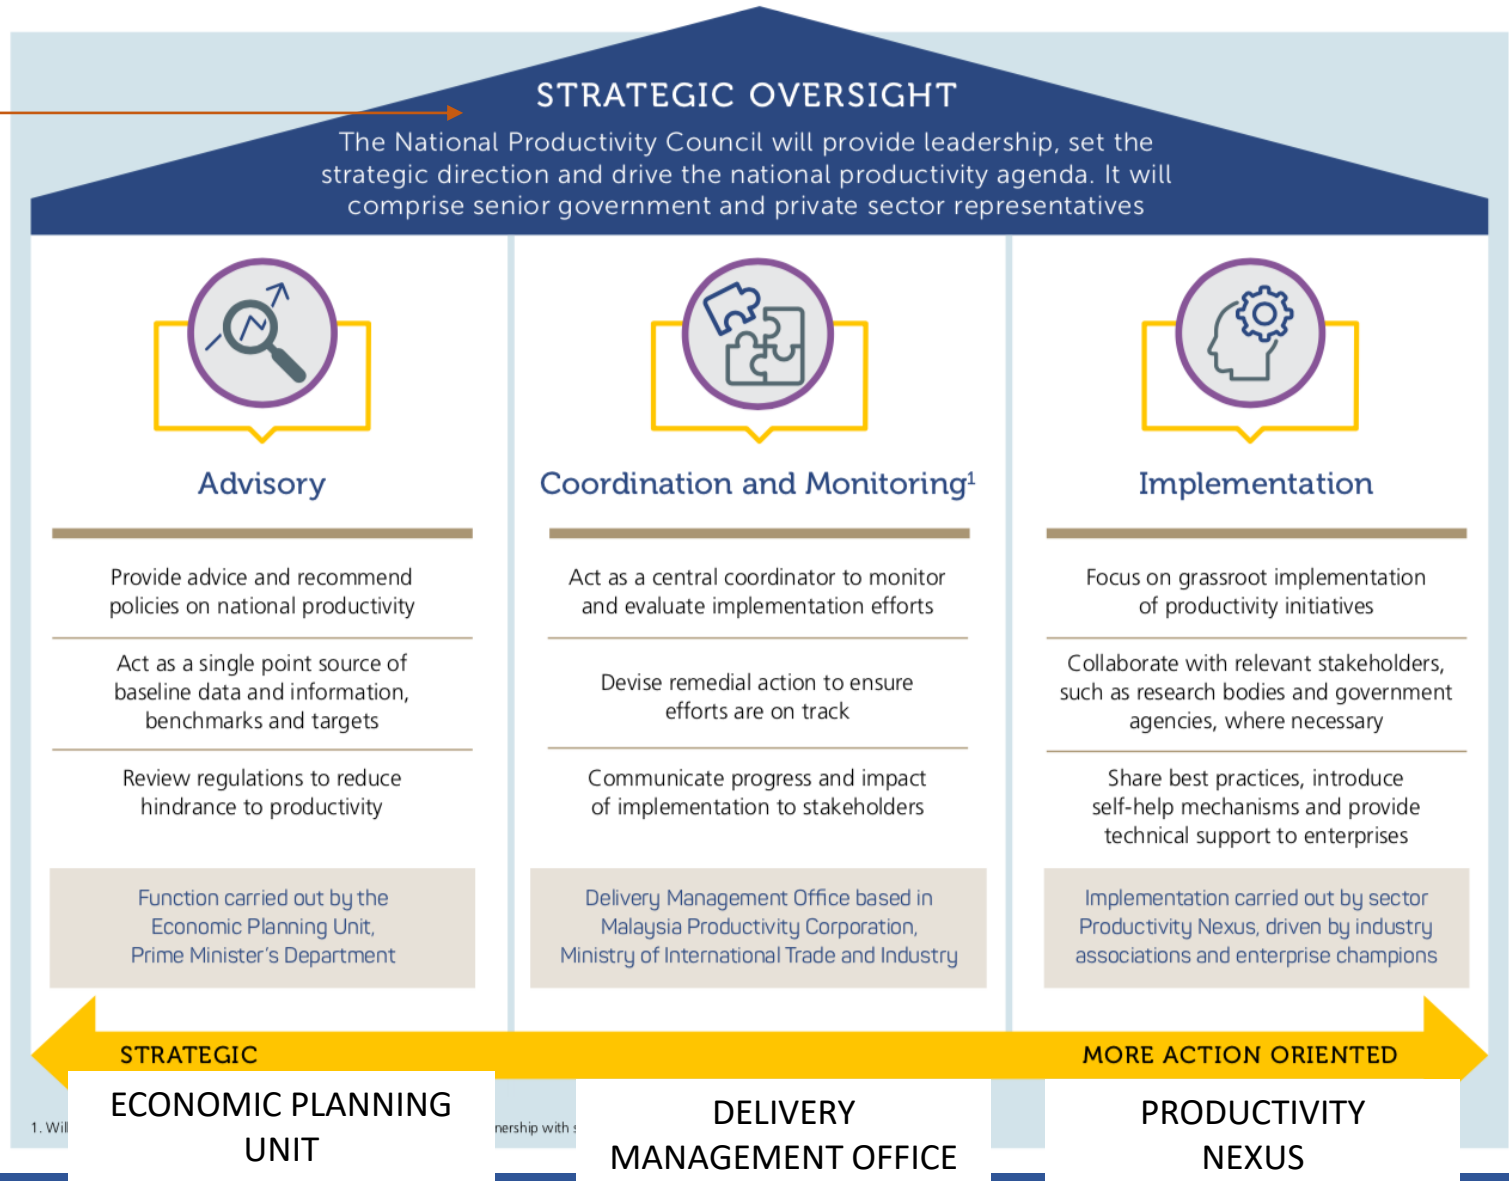 STRATEGIC OVERSIGHT
The National Productivity Council will provide leadership, set the
strategic direction and drive the national productivity agenda. It will
comprise senior government and private sector representatives
Advisory
Provide advice and recommend
policies on national productivity
Act as a single point source of
baseline data and information,
benchmarks and targets
Review regulations to reduce
hindrance to productivity
Function carried out by the
Economic Planning Unit,
Prime Minister's Department
Coordination and Monitoring¹
Act as a central coordinator to monitor
and evaluate implementation efforts
Devise remedial action to ensure
efforts are on track
Communicate progress and impact
of implementation to stakeholders
Delivery Management Office based in
Malaysia Productivity Corporation,
Ministry of International Trade and Industry
Implementation
Focus on grassroot implementation
of productivity initiatives
Collaborate with relevant stakeholders,
such as research bodies and government
agencies, where necessary
Share best practices, introduce
self-help mechanisms and provide
technical support to enterprises
Implementation carried out by sector
Productivity Nexus, driven by industry
associations and enterprise champions
STRATEGIC
MORE ACTION ORIENTED
ECONOMIC PLANNING
UNIT
DELIVERY
MANAGEMENT OFFICE
PRODUCTIVITY
NEXUS
1. Wil
with